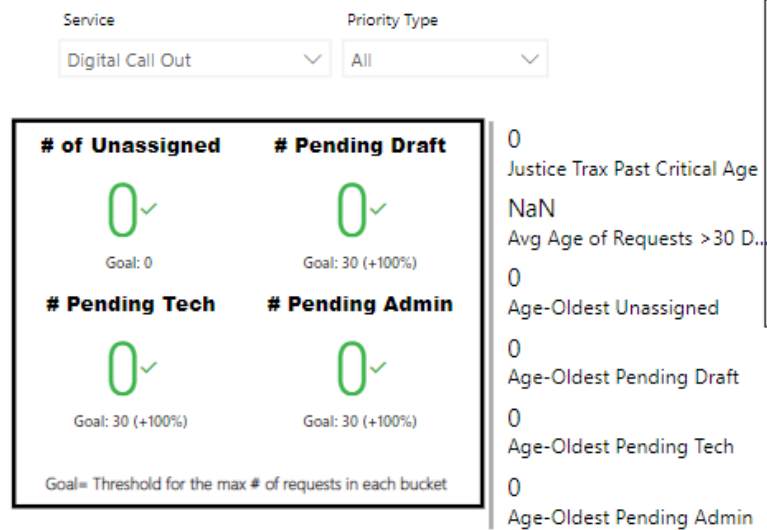 Service
Priority Type
Digital Call Out
All
# of Unassigned
# Pending Draft
0
0
Goal: 0
Goal: 30 (+100%)
# Pending Tech
# Pending Admin
0
0
Goal: 30 (+100%)
Goal: 30 (+100%)
Goal= Threshold for the max # of requests in each bucket
0
Justice Trax Past Critical Age
NaN
Avg Age of Requests >30 D...
0
Age-Oldest Unassigned
0
Age-Oldest Pending Draft
0
Age-Oldest Pending Tech
0
Age-Oldest Pending Admin